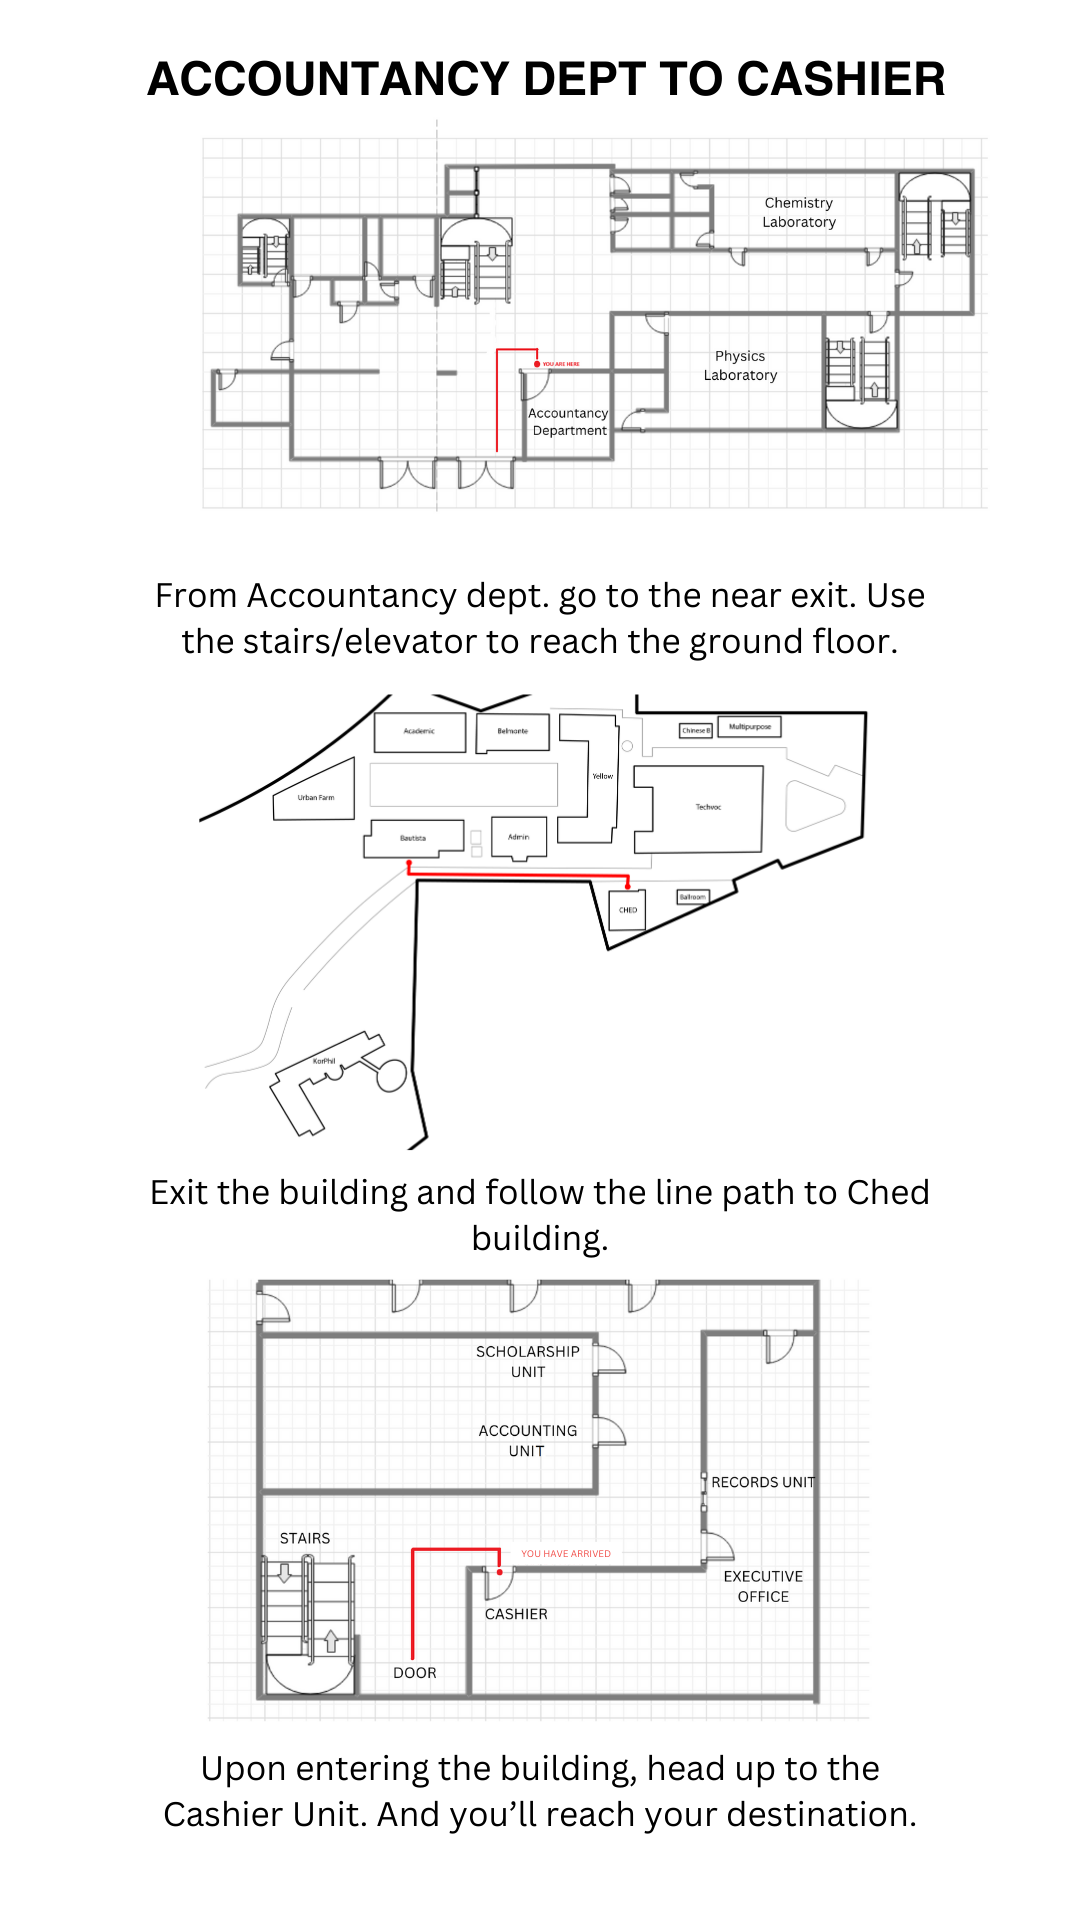 ACCOUNTANCY DEPT TO CASHIER
Chemistry
Laboratory
YOU ARE HERE
Physics
Laboratory
Accountancy
Department
From Accountancy dept. go to the near exit. Use
the stairs/elevator to reach the ground floor.
Academic
Belmonte
Chinese B
Multipurpose
Yellow
Urban Farm
Techvoc
Bautista
Admin
CHED
Ballroom
KorPhil
Exit the building and follow the line path to Ched
building.
SCHOLARSHIP
UNIT
ACCOUNTING
UNIT
RECORDS UNIT
STAIRS
YOU HAVE ARRIVED
EXECUTIVE
OFFICE
CASHIER
DOOR
Upon entering the building, head up to the
Cashier Unit. And you’ll reach your destination.